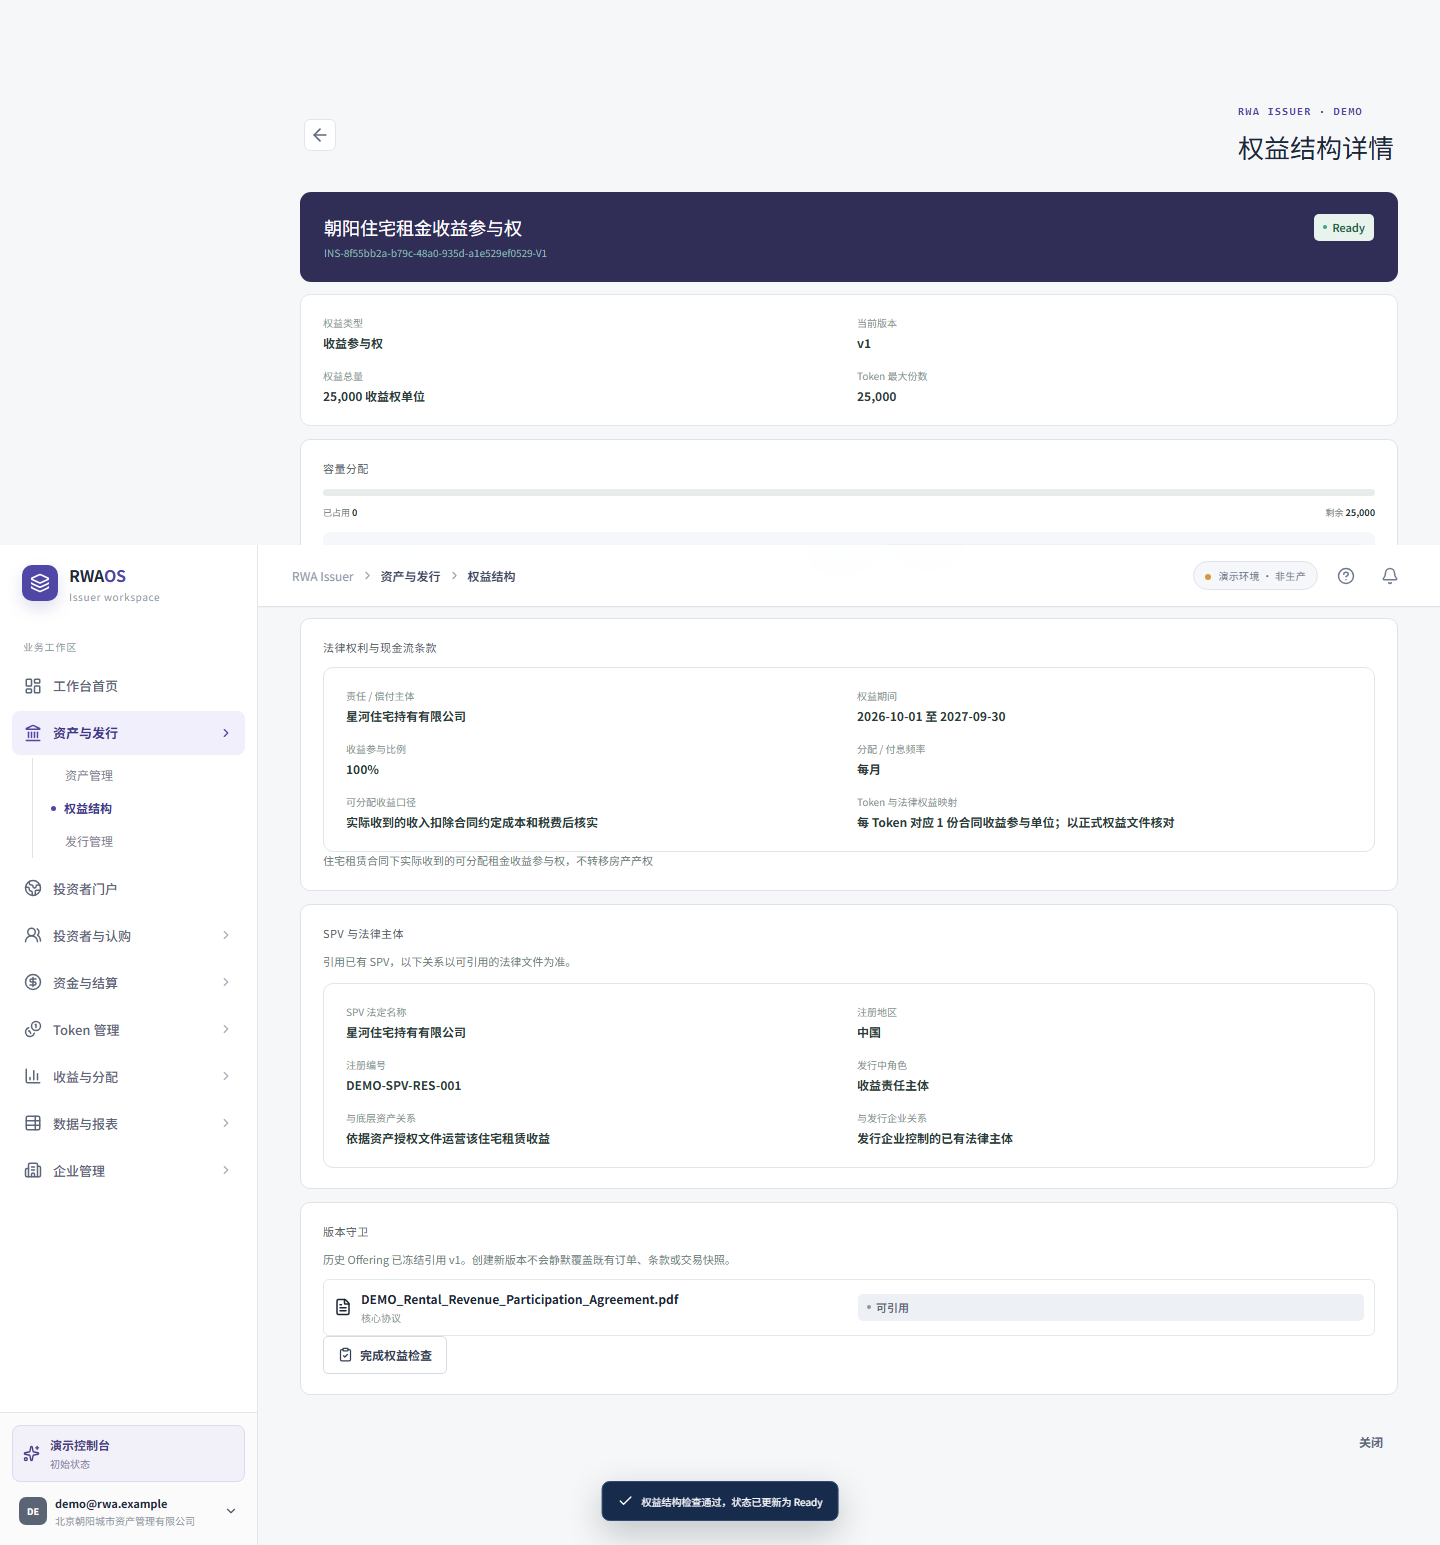 RWA ISSUER · DEMO
权益结构详情
朝阳住宅租金收益参与权
INS-8f55bb2a-b79c-48a0-935d-a1e529ef0529-V1
Ready
权益类型
收益参与权
当前版本
v1
权益总量
25,000 收益权单位
Token 最大份数
25,000
容量分配
已占用 0
剩余 25,000
RWAOS
Issuer workspace
RWA Issuer
资产与发行
权益结构
演示环境 · 非生产
业务工作区
工作台首页
资产与发行
资产管理
权益结构
发行管理
投资者门户
投资者与认购
资金与结算
Token 管理
收益与分配
数据与报表
企业管理
演示控制台
初始状态
DE
demo@rwa.example
北京朝阳城市资产管理有限公司
法律权利与现金流条款
责任 / 偿付主体
星河住宅持有有限公司
权益期间
2026-10-01 至 2027-09-30
收益参与比例
100%
分配 / 付息频率
每月
可分配收益口径
实际收到的收入扣除合同约定成本和税费后核实
Token 与法律权益映射
每 Token 对应 1 份合同收益参与单位；以正式权益文件核对
住宅租赁合同下实际收到的可分配租金收益参与权，不转移房产产权
SPV 与法律主体
引用已有 SPV，以下关系以可引用的法律文件为准。
SPV 法定名称
星河住宅持有有限公司
注册地区
中国
注册编号
DEMO-SPV-RES-001
发行中角色
收益责任主体
与底层资产关系
依据资产授权文件运营该住宅租赁收益
与发行企业关系
发行企业控制的已有法律主体
版本守卫
历史 Offering 已冻结引用 v1。创建新版本不会静默覆盖既有订单、条款或交易快照。
DEMO_Rental_Revenue_Participation_Agreement.pdf
核心协议
可引用
完成权益检查
关闭
权益结构检查通过，状态已更新为 Ready